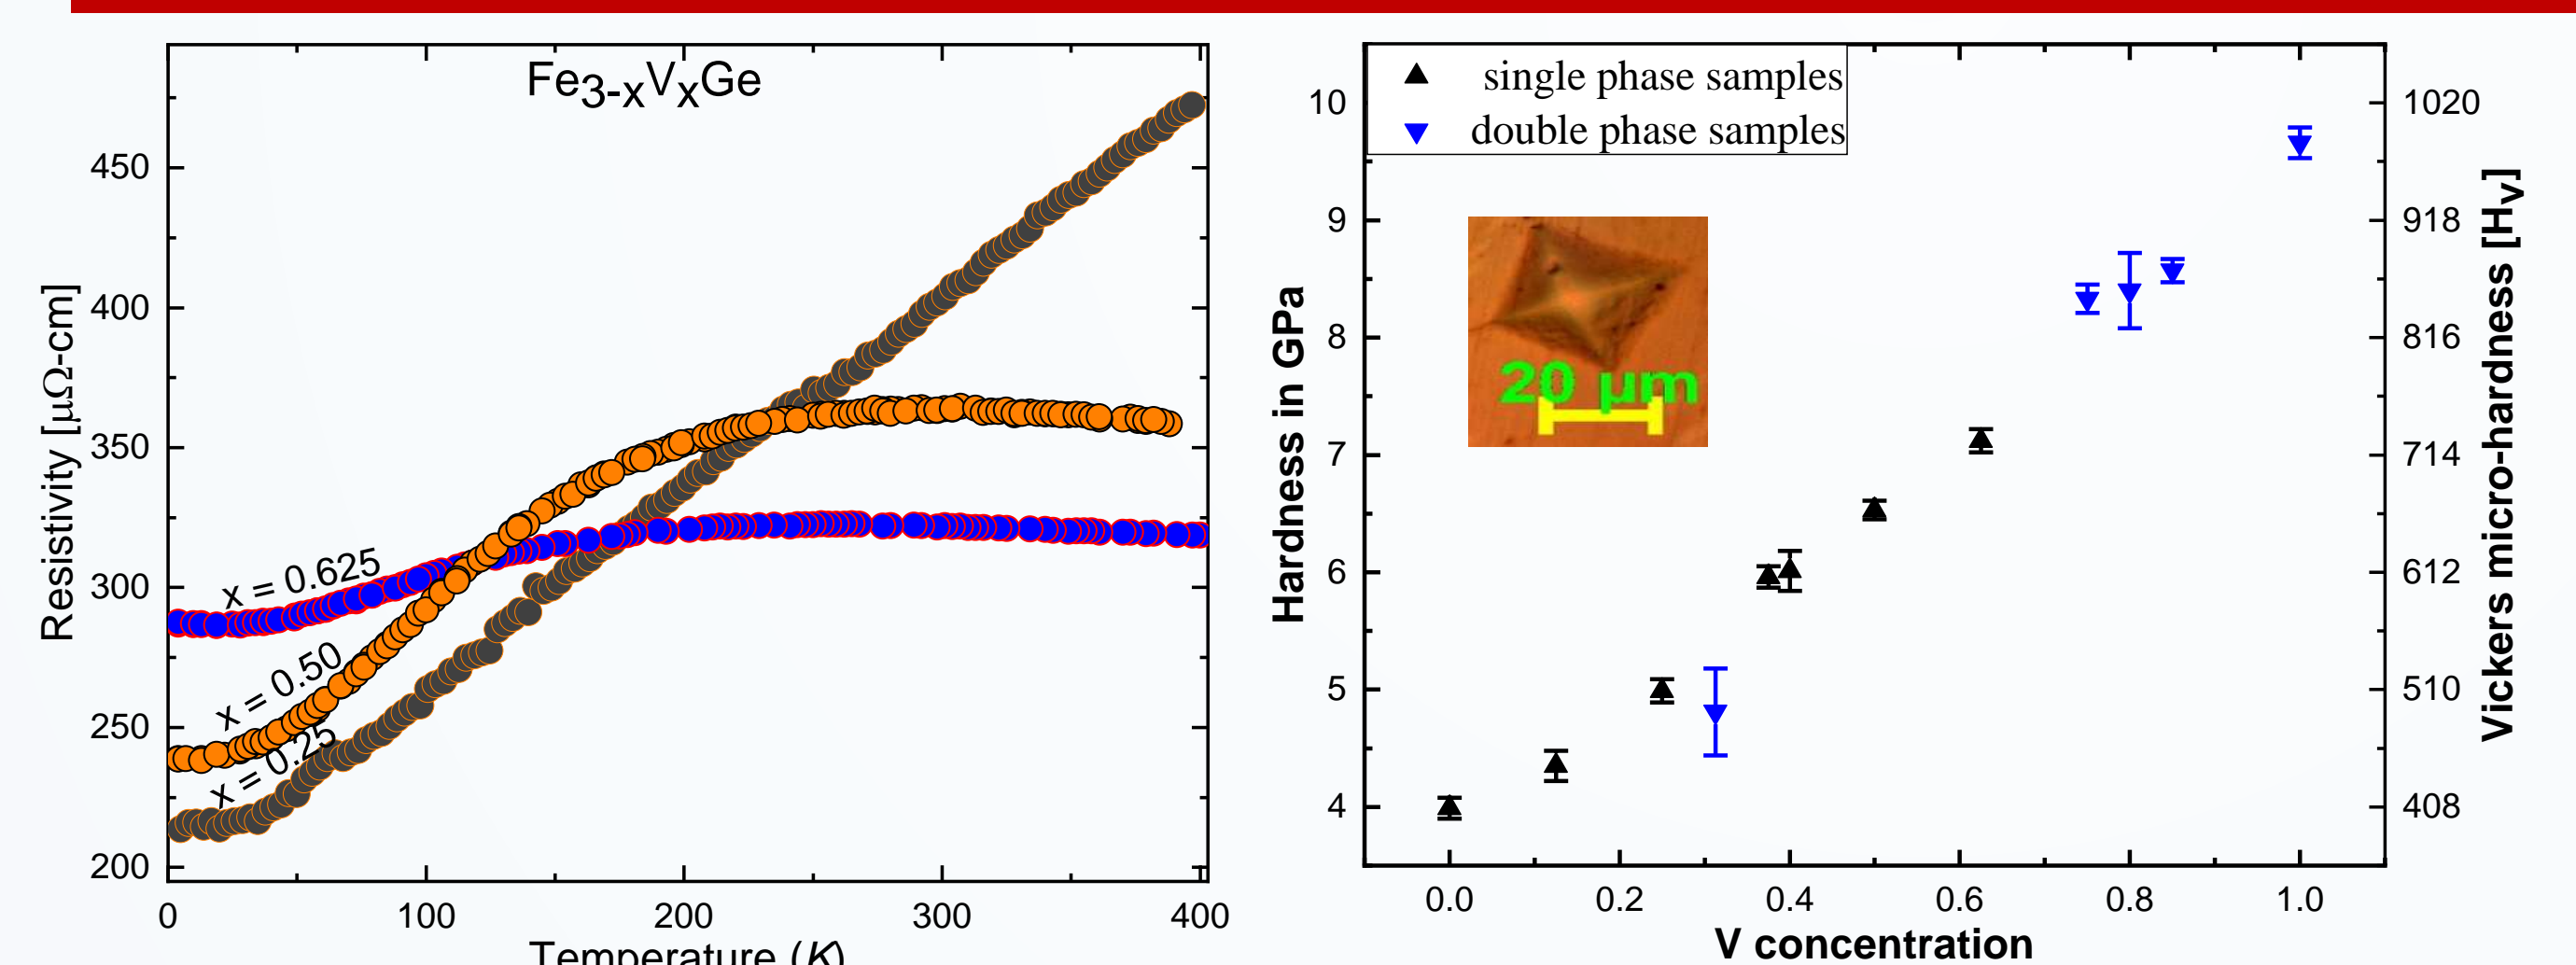 Fe3-xVxGe
Resistivity [μΩ-cm]
450
400
350
300
250
200
x = 0.625
x = 0.50
x = 0.25
0 100 200 300 400
Temperature (K)
single phase samples
double phase samples
Hardness in GPa
10
9
8
7
6
5
4
20 μm
1020
918
816
714
612
510
408
Vickers micro-hardness [HV]
0.0 0.2 0.4 0.6 0.8 1.0
V concentration